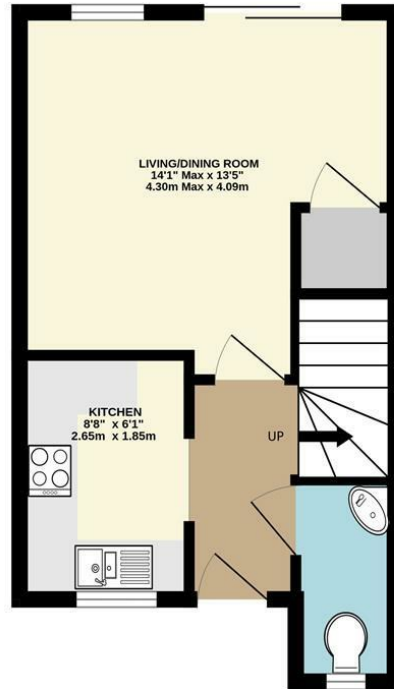 LIVING/DINING ROOM
14'1" Max x 13'5"
4.30m Max x 4.09m
KITCHEN
8'8" x 6'1"
2.65m x 1.85m
UP